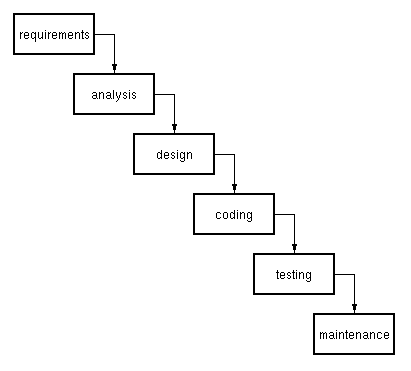 requirements
analysis
design
coding
testing
maintenance